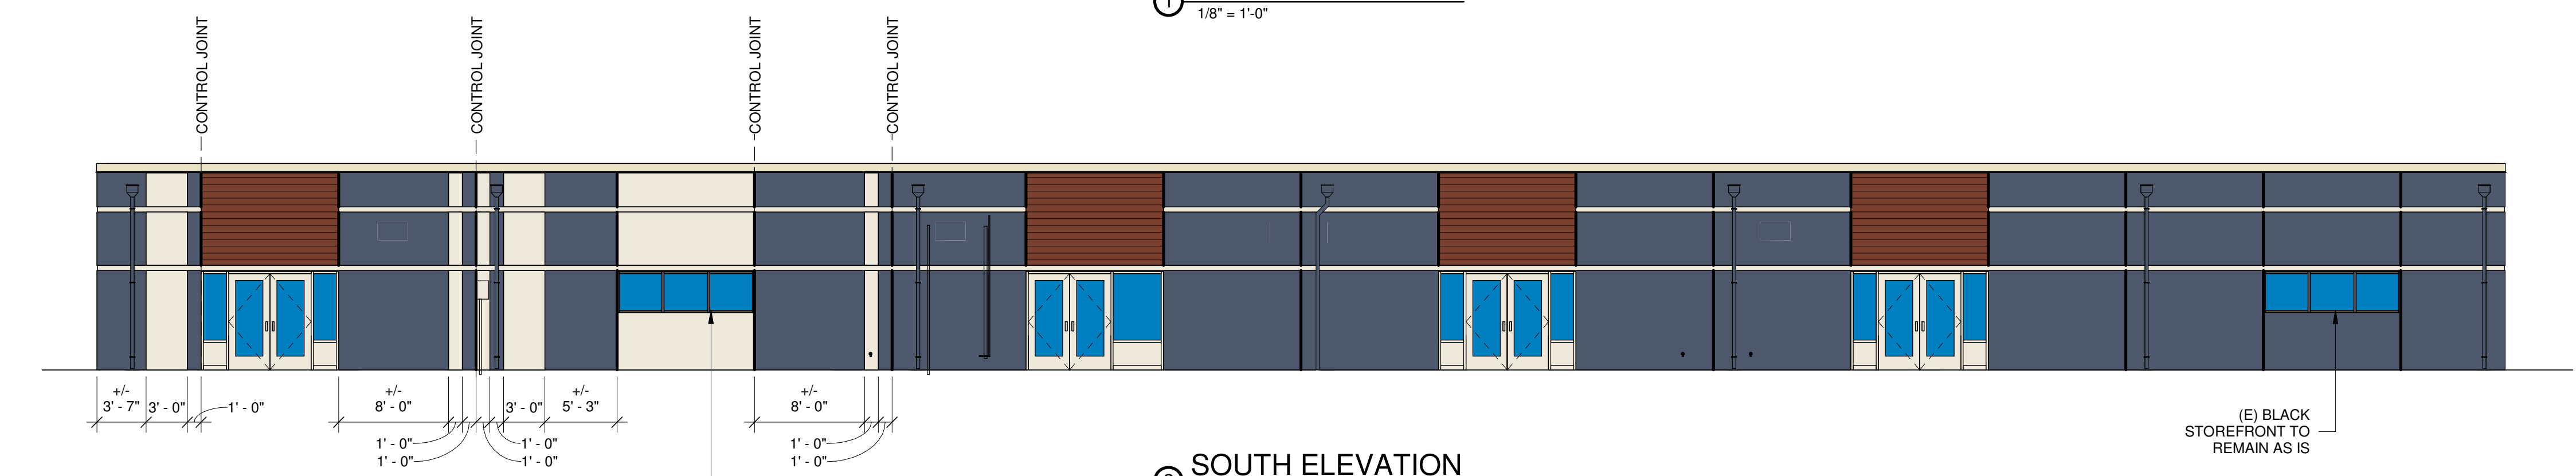 1
1/8" = 1'-0"
CONTROL JOINT
CONTROL JOINT
CONTROL JOINT
CONTROL JOINT
+/-
3' - 7"
3' - 0"
1' - 0"
+/-
8' - 0"
1' - 0"
1' - 0"
1' - 0"
1' - 0"
3' - 0"
+/-
5' - 3"
+/-
8' - 0"
1' - 0"
1' - 0"
(E) BLACK
STOREFRONT TO
REMAIN AS IS
SOUTH ELEVATION